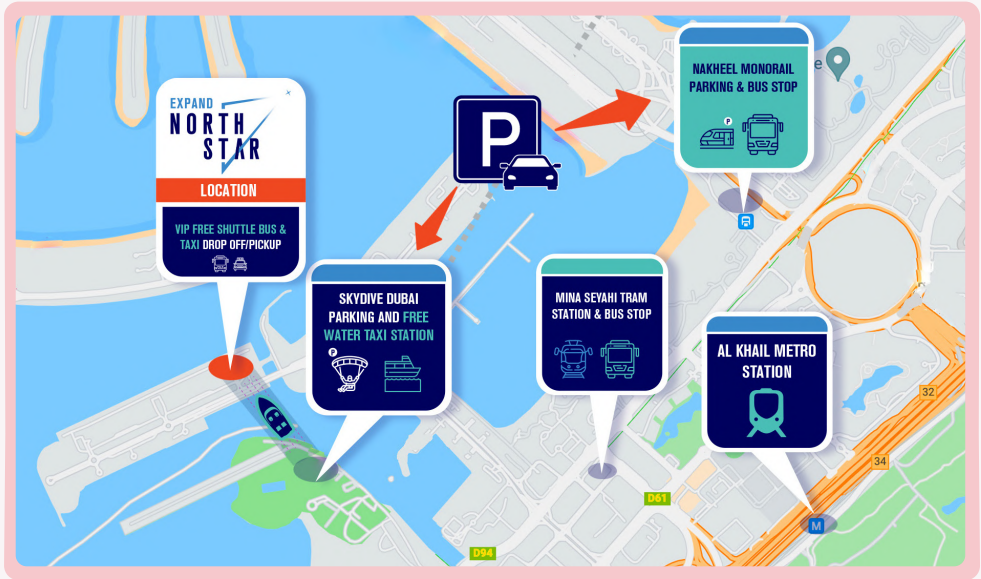 EXPAND
NORTH
STAR
LOCATION
VIP FREE SHUTTLE BUS &
TAXI DROP OFF/PICKUP
P
NAKHEEL MONORAIL
PARKING & BUS STOP
P
e
SKYDIVE DUBAI
PARKING AND FREE
WATER TAXI STATION
P
MINA SEYAHI TRAM
STATION & BUS STOP
AL KHAIL METRO
STATION
32
34
D61
M
D94